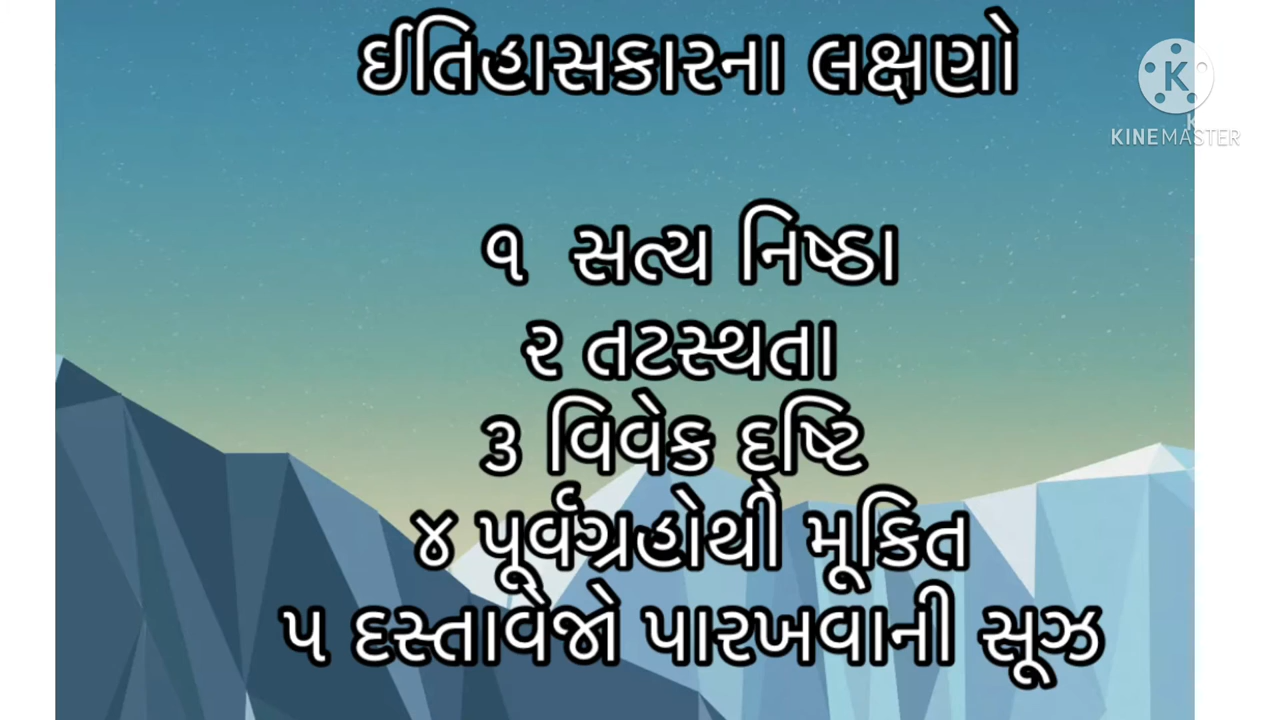 ઈતિહાસકારના લક્ષણો
KINEMASTER
૧ સત્ય નિષ્ઠા
૨ તટસ્થતા
૩ વિવેક દૃષ્ટિ
૪ પૂર્વગ્રહોથી મૂકિત
૫ દસ્તાવેજો પારખવાની સૂઝ